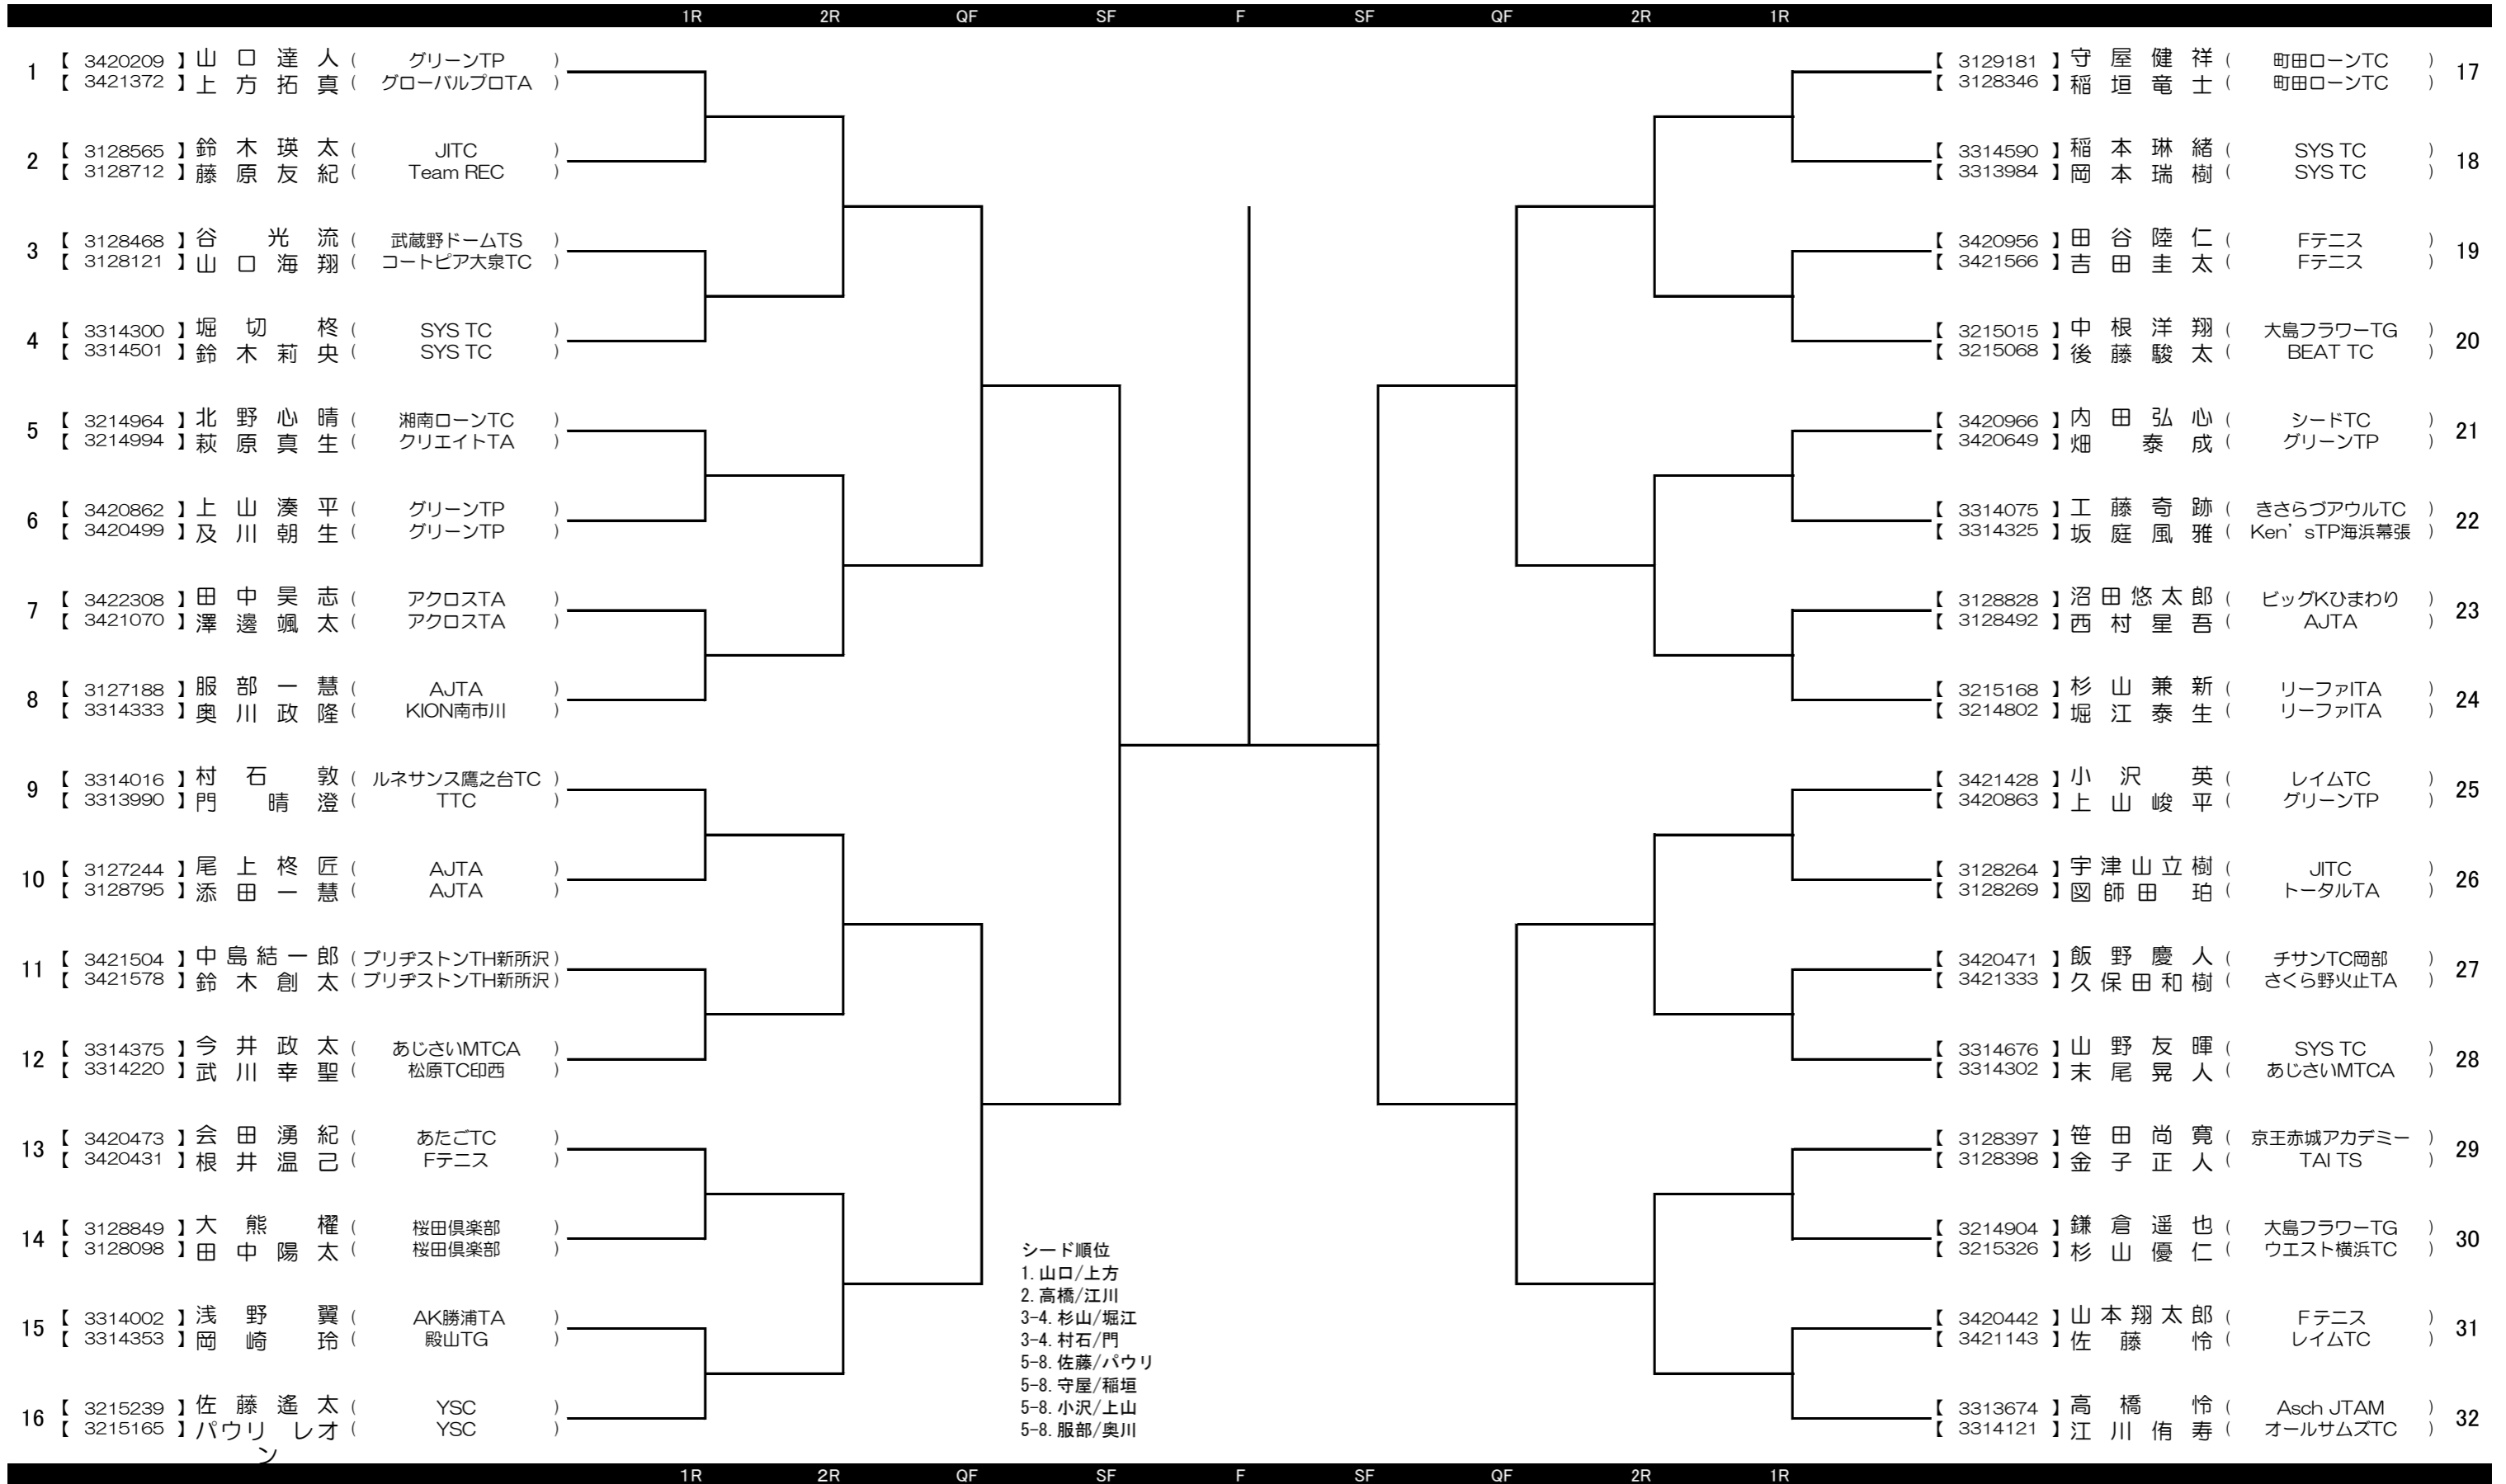 1R 2R QF SF F SF QF 2R 1R
1 【 3420209 】 山口達人 ( グリーンTP )
【 3421372 】 上方拓真 ( グローバルプロTA )
2 【 3128565 】 鈴木瑛太 ( JITC )
【 3128712 】 藤原友紀 ( Team REC )
3 【 3128468 】 谷光流 ( 武蔵野ドームTS )
【 3128121 】 山口海翔 ( コートピア大泉TC )
4 【 3314300 】 堀切柊 ( SYS TC )
【 3314501 】 鈴木莉央 ( SYS TC )
5 【 3214964 】 北野心晴 ( 湘南ローンTC )
【 3214994 】 萩原真生 ( クリエイトTA )
6 【 3420862 】 上山湊平 ( グリーンTP )
【 3420499 】 及川朝生 ( グリーンTP )
7 【 3422308 】 田中昊志 ( アクロスTA )
【 3421070 】 澤邊颯太 ( アクロスTA )
8 【 3127188 】 服部一慧 ( AJTA )
【 3314333 】 奥川政隆 ( KION南市川 )
9 【 3314016 】 村石敦 ( ルネサンス鷹之台TC )
【 3313990 】 門晴澄 ( TTC )
10 【 3127244 】 尾上柊匠 ( AJTA )
【 3128795 】 添田一慧 ( AJTA )
11 【 3421504 】 中島結一郎 ( ブリヂストンTH新所沢 )
【 3421578 】 鈴木創太 ( ブリヂストンTH新所沢 )
12 【 3314375 】 今井政太 ( あじさいMTCA )
【 3314220 】 武川幸聖 ( 松原TC印西 )
13 【 3420473 】 会田湧紀 ( あたごTC )
【 3420431 】 根井温己 ( Fテニス )
14 【 3128849 】 大熊櫂 ( 桜田倶楽部 )
【 3128098 】 田中陽太 ( 桜田倶楽部 )
15 【 3314002 】 浅野翼 ( AK勝浦TA )
【 3314353 】 岡崎玲 ( 殿山TG )
16 【 3215239 】 佐藤遙太 ( YSC )
【 3215165 】 パウリ レオン ( YSC )
シード順位
1. 山口/上方
2. 高橋/江川
3-4. 杉山/堀江
3-4. 村石/門
5-8. 佐藤/パウリ
5-8. 守屋/稲垣
5-8. 小沢/上山
5-8. 服部/奥川
【 3129181 】 守屋健祥 ( 町田ローンTC ) 17
【 3128346 】 稲垣竜士 ( 町田ローンTC )
【 3314590 】 稲本琳緒 ( SYS TC ) 18
【 3313984 】 岡本瑞樹 ( SYS TC )
【 3420956 】 田谷陸仁 ( Fテニス ) 19
【 3421566 】 吉田圭太 ( Fテニス )
【 3215015 】 中根洋翔 ( 大島フラワーTG ) 20
【 3215068 】 後藤駿太 ( BEAT TC )
【 3420966 】 内田弘心 ( シードTC ) 21
【 3420649 】 畑泰成 ( グリーンTP )
【 3314075 】 工藤奇跡 ( きさらづアウルTC ) 22
【 3314325 】 坂庭風雅 ( Ken’sTP海浜幕張 )
【 3128828 】 沼田悠太郎 ( ビッグKひまわり ) 23
【 3128492 】 西村星吾 ( AJTA )
【 3215168 】 杉山兼新 ( リーファITA ) 24
【 3214802 】 堀江泰生 ( リーファITA )
【 3421428 】 小沢英 ( レイムTC ) 25
【 3420863 】 上山峻平 ( グリーンTP )
【 3128264 】 宇津山立樹 ( JITC ) 26
【 3128269 】 図師田珀 ( トータルTA )
【 3420471 】 飯野慶人 ( チサンTC岡部 ) 27
【 3421333 】 久保田和樹 ( さくら野火止TA )
【 3314676 】 山野友暉 ( SYS TC ) 28
【 3314302 】 末尾晃人 ( あじさいMTCA )
【 3128397 】 笹田尚寛 ( 京王赤城アカデミー ) 29
【 3128398 】 金子正人 ( TAI TS )
【 3214904 】 鎌倉遥也 ( 大島フラワーTG ) 30
【 3215326 】 杉山優仁 ( ウエスト横浜TC )
【 3420442 】 山本翔太郎 ( Fテニス ) 31
【 3421143 】 佐藤怜 ( レイムTC )
【 3313674 】 高橋怜 ( Asch JTAM ) 32
【 3314121 】 江川侑寿 ( オールサムズTC )
1R 2R QF SF F SF QF 2R 1R